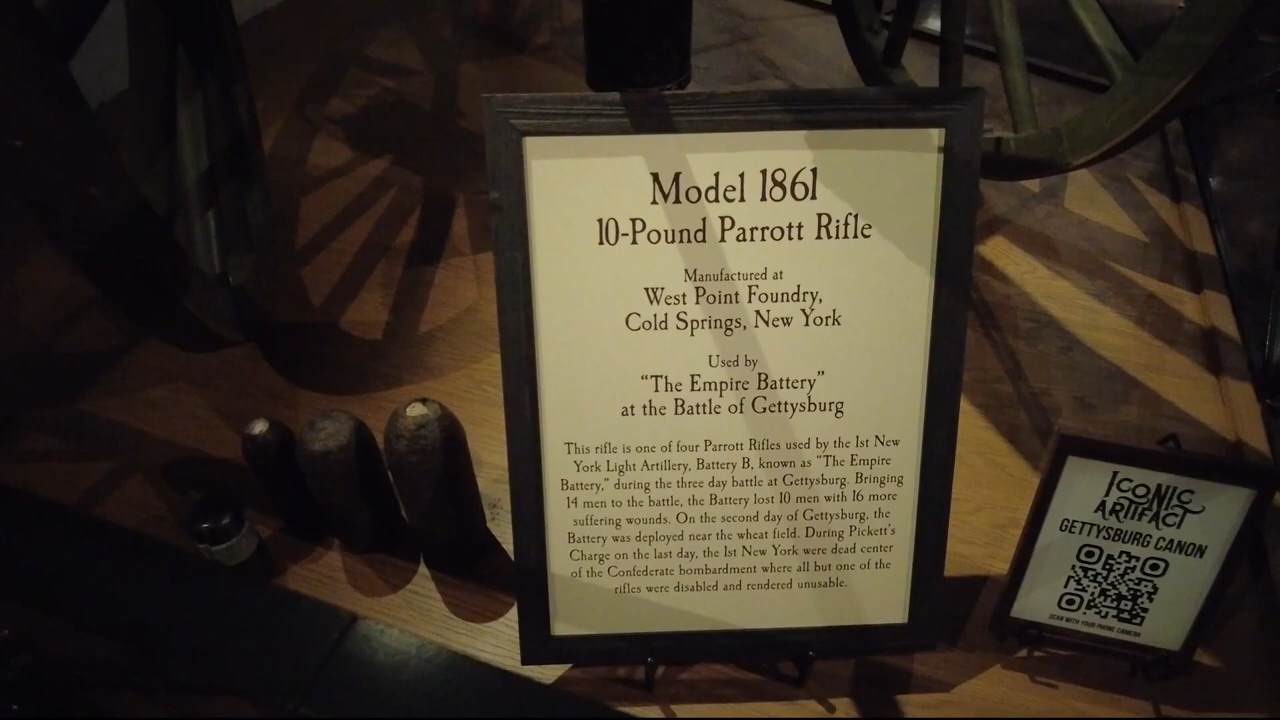 Model 1861
10-Pound Parrott Rifle
Manufactured at
West Point Foundry,
Cold Springs, New York
Used by
“The Empire Battery”
at the Battle of Gettysburg
This rifle is one of four Parrott Rifles used by the 1st New
York Light Artillery, Battery B, known as “The Empire
Battery,” during the three day battle at Gettysburg. Bringing
14 men to the battle, the Battery lost 10 men with 16 more
suffering wounds. On the second day of Gettysburg, the
Battery was deployed near the wheat field. During Pickett’s
Charge on the last day, the 1st New York were dead center
of the Confederate bombardment where all but one of the
rifles were disabled and rendered unusable.
ICONIC
ARTIFACT
GETTYSBURG CANON
SCAN WITH YOUR PHONE CAMERA